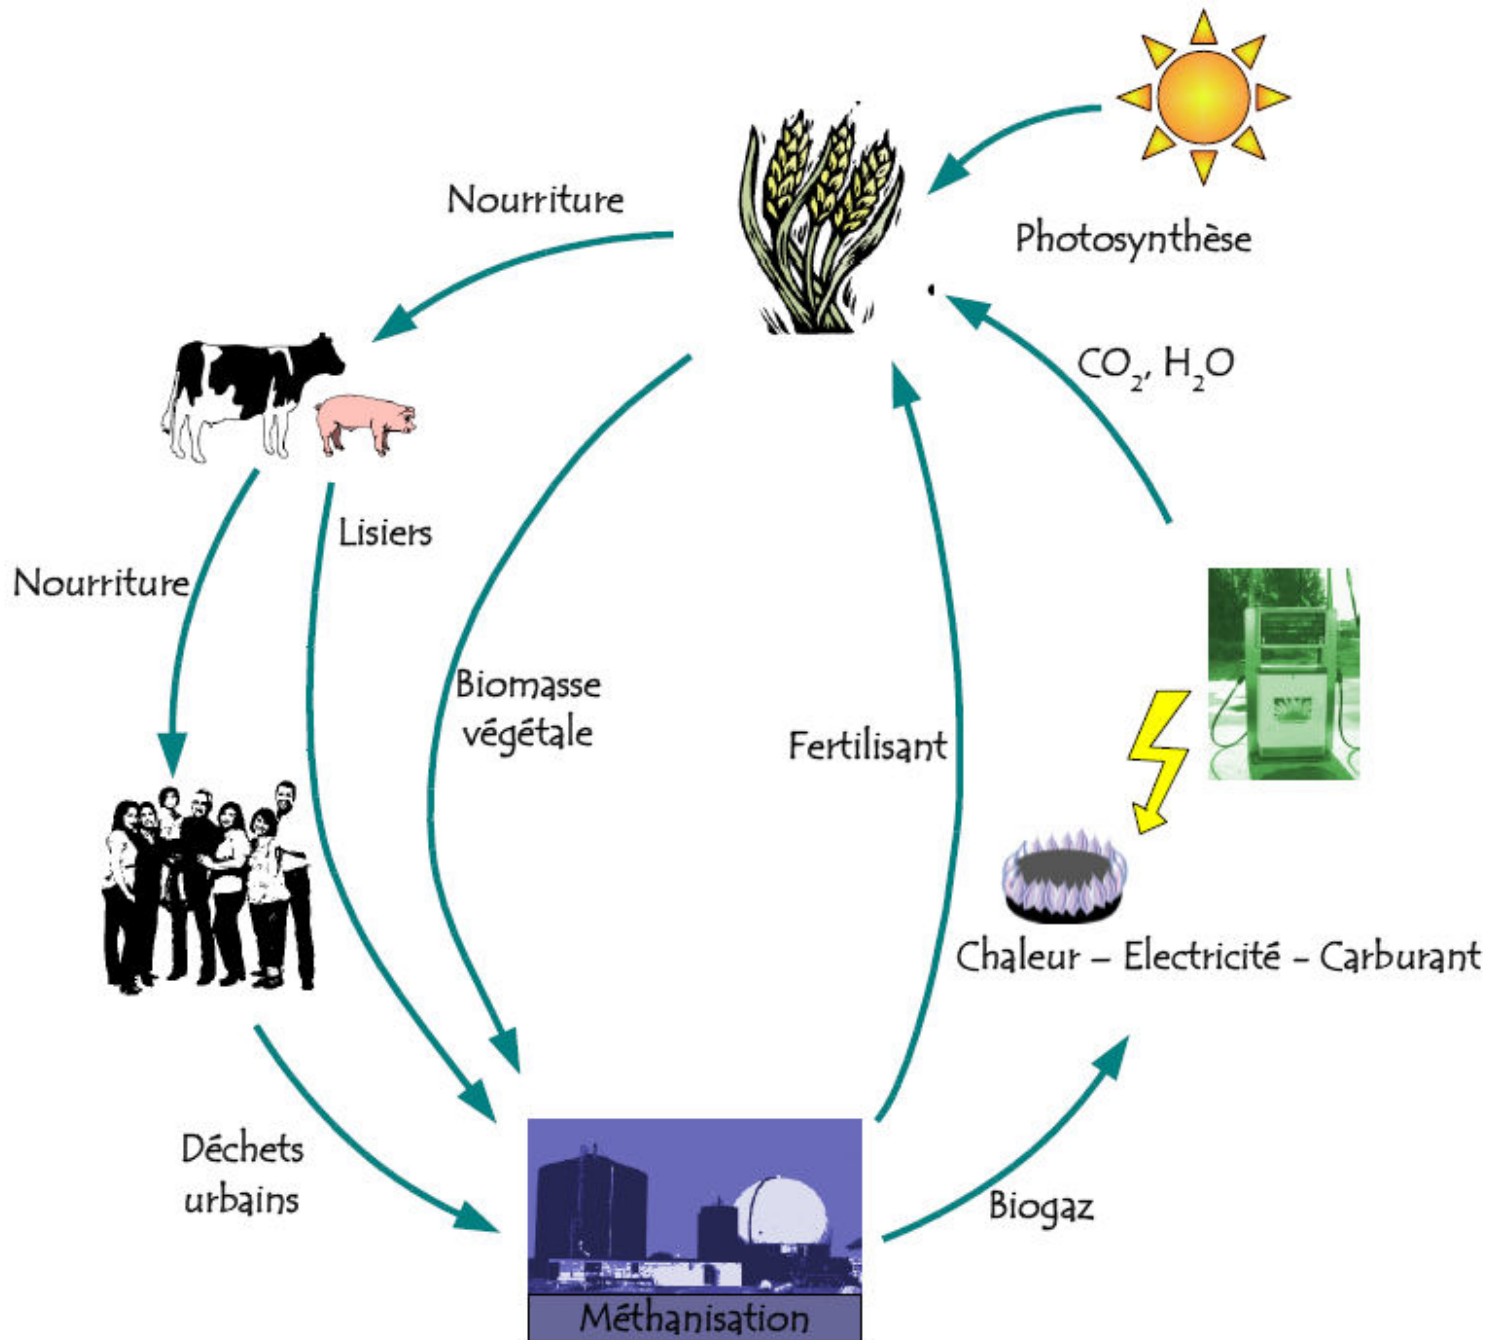 Nourriture
Photosynthèse
CO₂, H₂O
Lisiers
Nourriture
Biomasse
végétale
Fertilisant
Chaleur – Electricité - Carburant
Déchets
urbains
Biogaz
Méthanisation